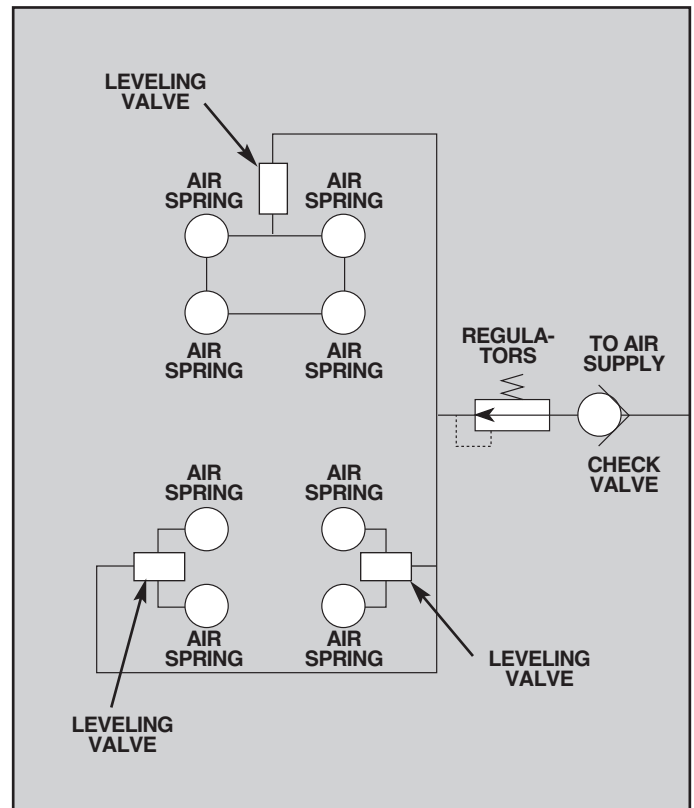 LEVELING
VALVE
AIR
SPRING
AIR
SPRING
AIR
SPRING
AIR
SPRING
REGULA-
TORS
TO AIR
SUPPLY
CHECK
VALVE
AIR
SPRING
AIR
SPRING
AIR
SPRING
AIR
SPRING
LEVELING
VALVE
LEVELING
VALVE